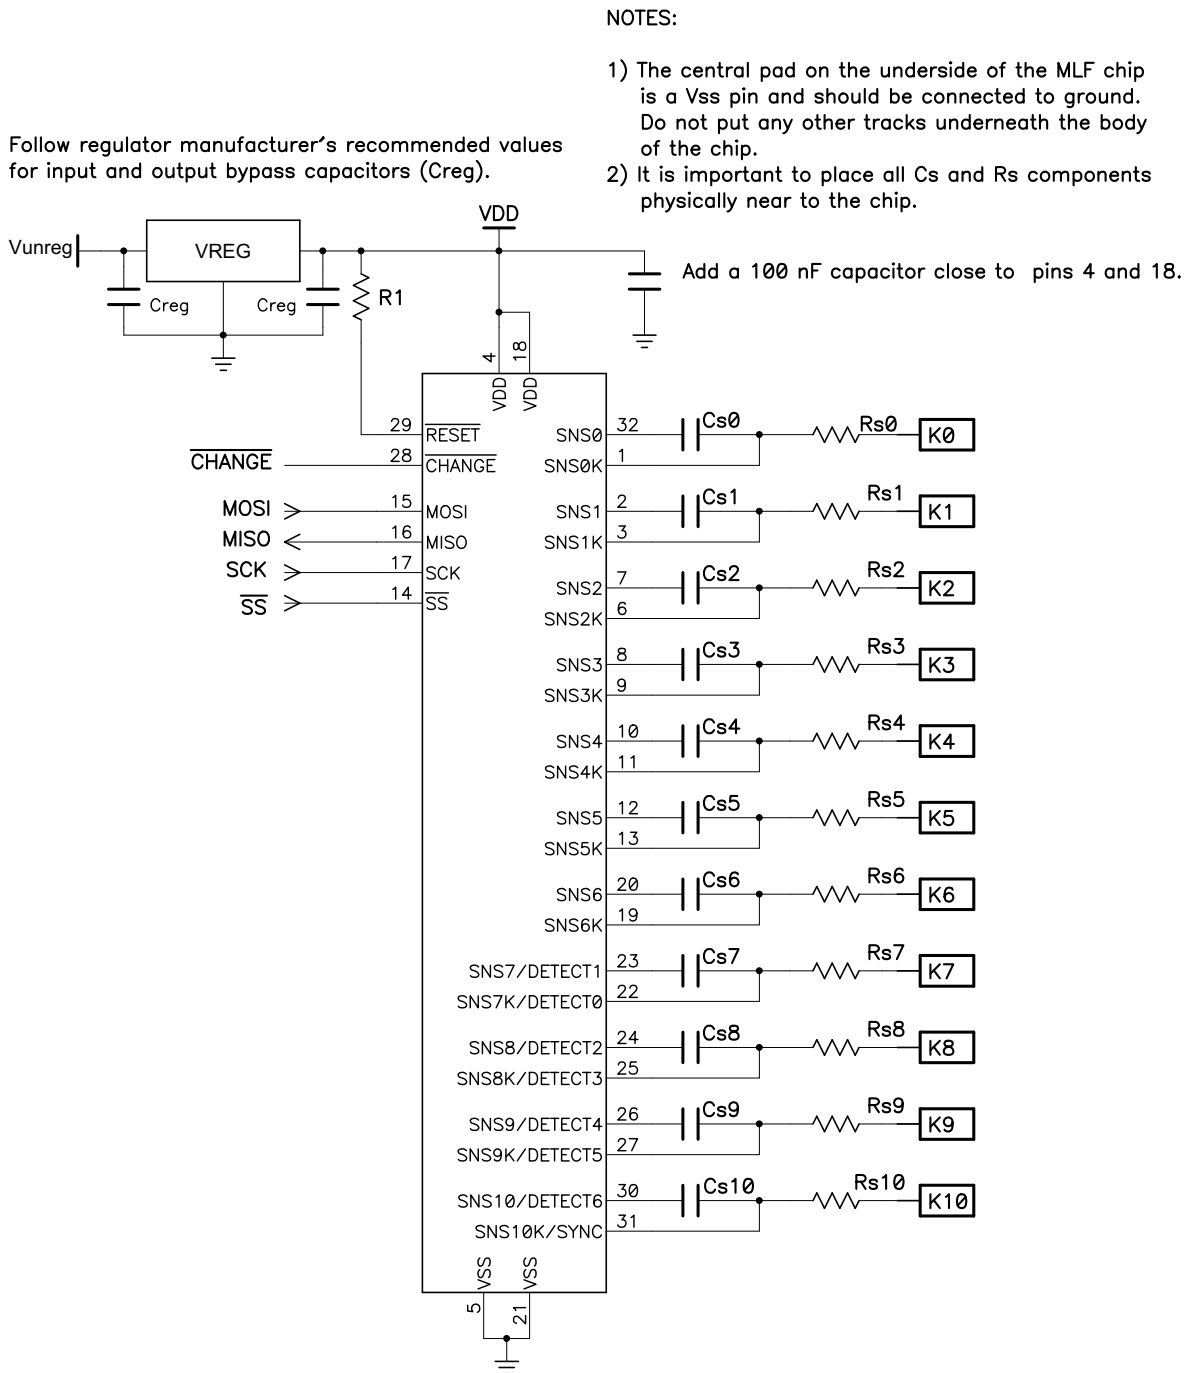 NOTES:
1) The central pad on the underside of the MLF chip
is a Vss pin and should be connected to ground.
Do not put any other tracks underneath the body
of the chip.
2) It is important to place all Cs and Rs components
physically near to the chip.
Follow regulator manufacturer's recommended values
for input and output bypass capacitors (Creg).
VDD
Vunreg
VREG
Creg
Creg
R1
Add a 100 nF capacitor close to pins 4 and 18.
4
18
VDD
VDD
29
RESET
CHANGE
28
CHANGE
MOSI
15
MOSI
MISO
16
MISO
SCK
17
SCK
SS
14
SS
SNS0
32
Cs0
Rs0
K0
SNS0K
1
SNS1
2
Cs1
Rs1
K1
SNS1K
3
SNS2
7
Cs2
Rs2
K2
SNS2K
6
SNS3
8
Cs3
Rs3
K3
SNS3K
9
SNS4
10
Cs4
Rs4
K4
SNS4K
11
SNS5
12
Cs5
Rs5
K5
SNS5K
13
SNS6
20
Cs6
Rs6
K6
SNS6K
19
SNS7/DETECT1
23
Cs7
Rs7
K7
SNS7K/DETECT0
22
SNS8/DETECT2
24
Cs8
Rs8
K8
SNS8K/DETECT3
25
SNS9/DETECT4
26
Cs9
Rs9
K9
SNS9K/DETECT5
27
SNS10/DETECT6
30
Cs10
Rs10
K10
SNS10K/SYNC
31
VSS
VSS
5
21